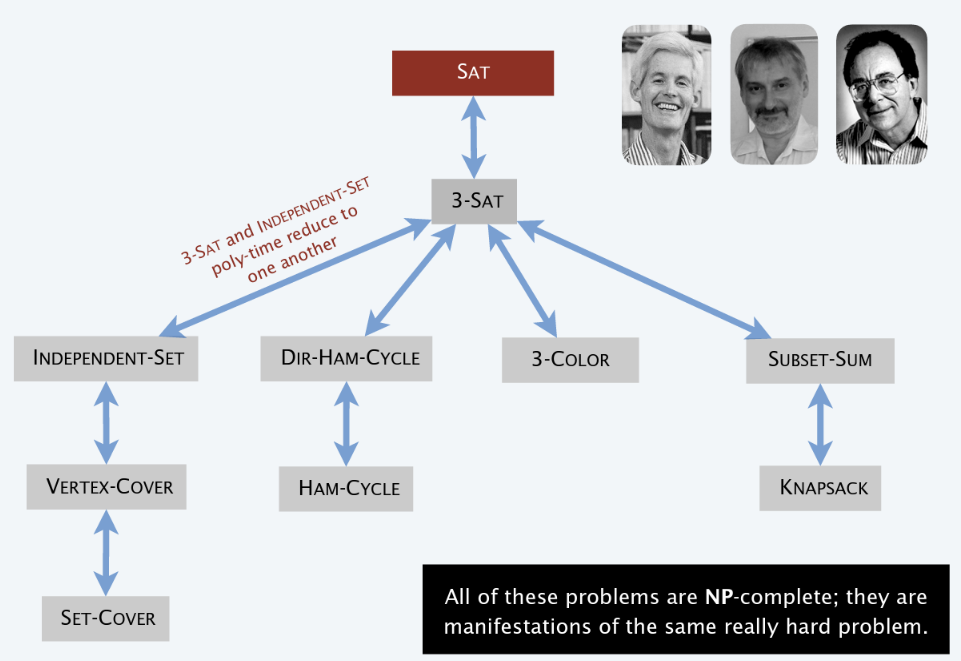 SAT
3-SAT
3-SAT and INDEPENDENT-SET
poly-time reduce to
one another
INDEPENDENT-SET
DIR-HAM-CYCLE
3-COLOR
SUBSET-SUM
VERTEX-COVER
HAM-CYCLE
KNAPSACK
SET-COVER
All of these problems are NP-complete; they are
manifestations of the same really hard problem.